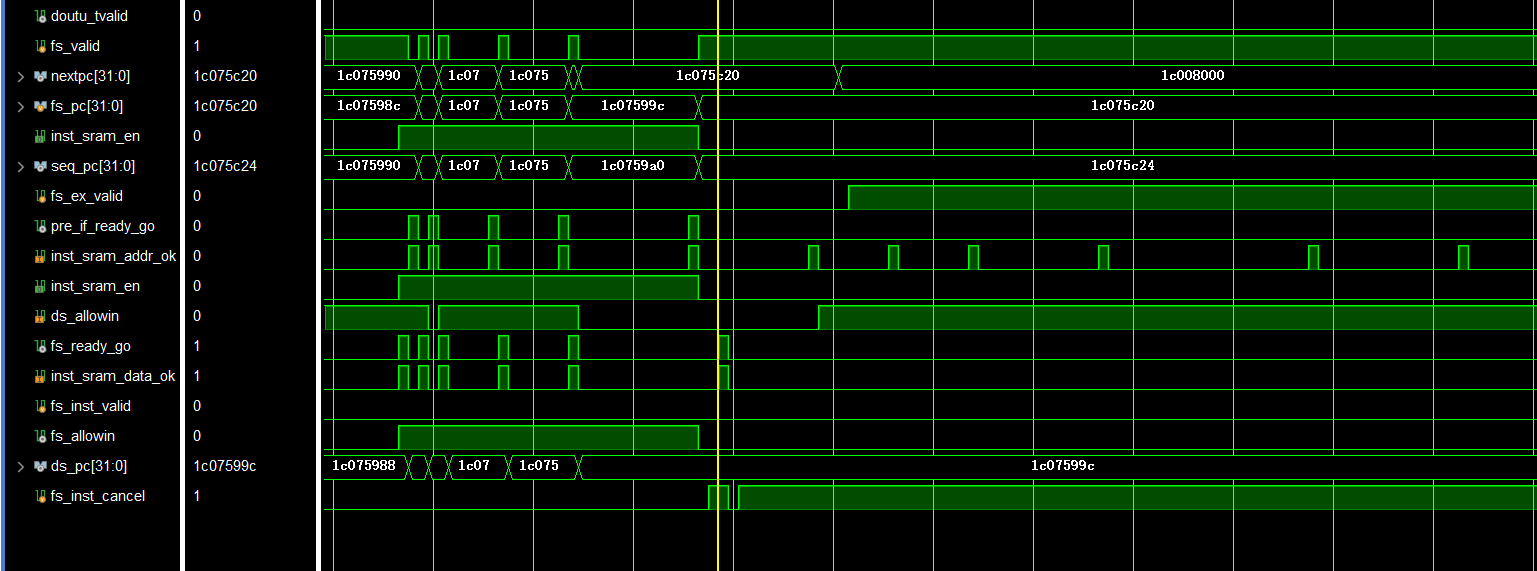 doutu_tvalid 0
fs_valid 1
nextpc[31:0] 1c075c20 1c075990 1c07 1c075 1c075c20 1c008000
fs_pc[31:0] 1c075c20 1c07598c 1c07 1c075 1c07599c 1c075c20
inst_sram_en 0
seq_pc[31:0] 1c075c24 1c075990 1c07 1c075 1c0759a0 1c075c24
fs_ex_valid 0
pre_if_ready_go 0
inst_sram_addr_ok 0
inst_sram_en 0
ds_allowin 0
fs_ready_go 1
inst_sram_data_ok 1
fs_inst_valid 0
fs_allowin 0
ds_pc[31:0] 1c07599c 1c075988 1c07 1c075 1c07599c
fs_inst_cancel 1